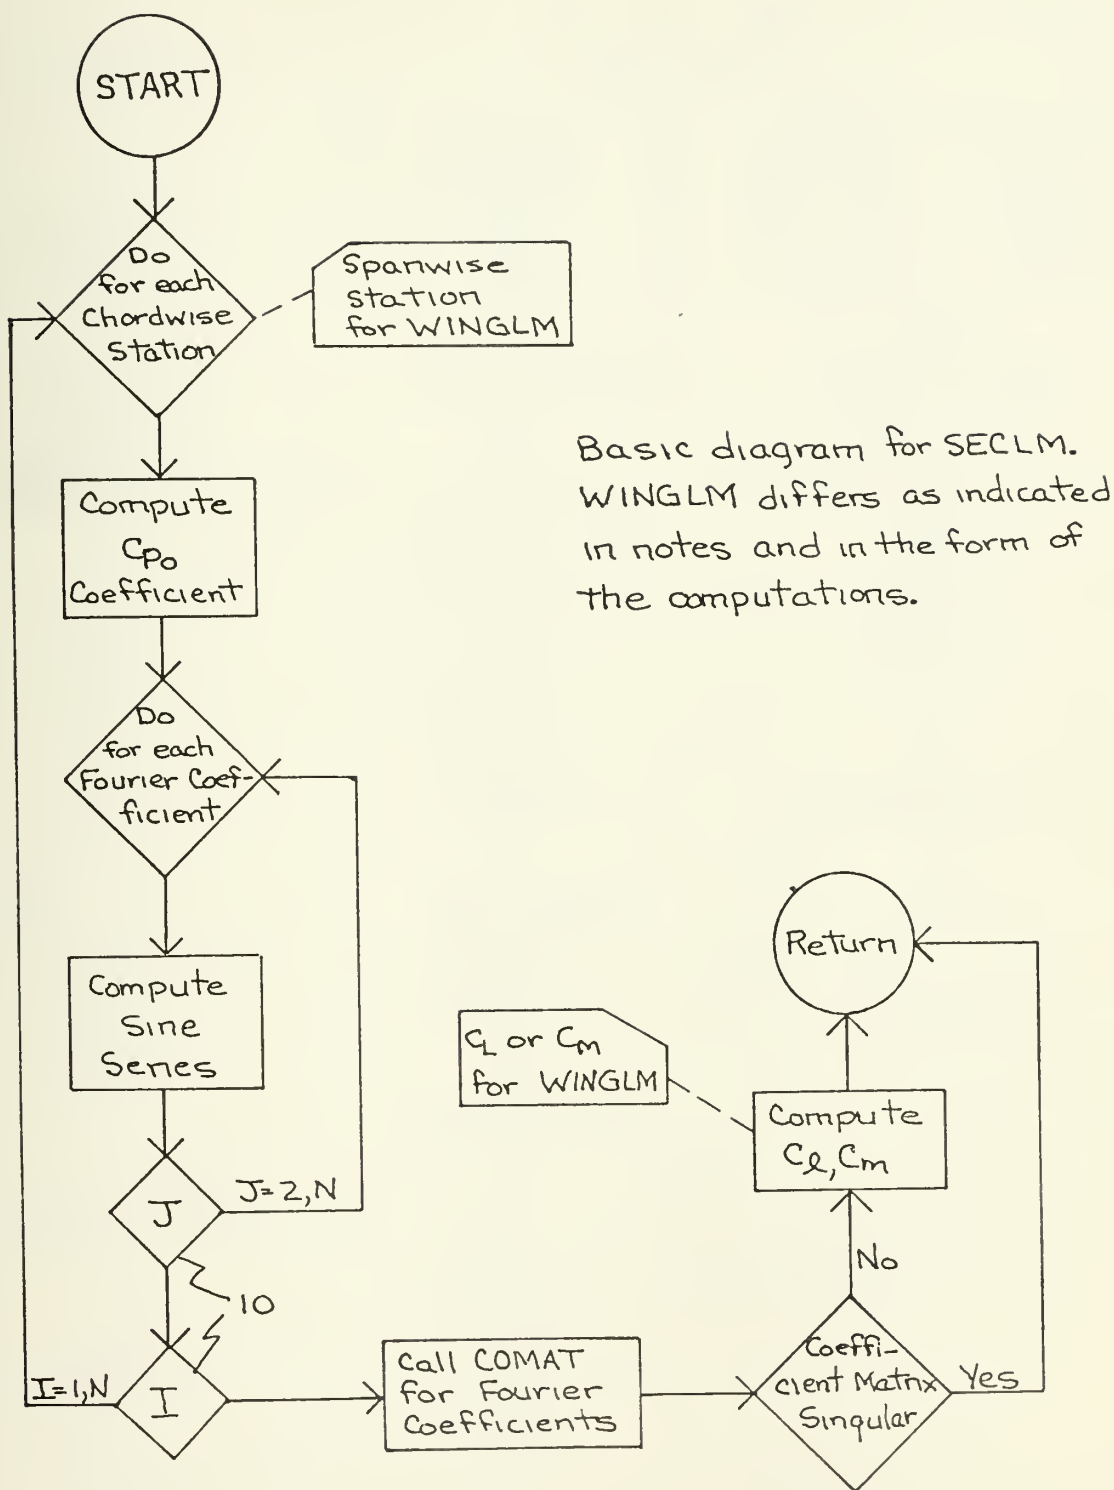 START
Do
for each
Chordwise
Station
Spanwise
Station
for WINGLM
Basic diagram for SECLM.
WINGLM differs as indicated
in notes and in the form of
the computations.
Compute
Cp₀
Coefficient
Do
for each
Fourier Coef-
ficient
Compute
Sine
Series
J
J=2,N
10
I=1,N
I
Call COMAT
for Fourier
Coefficients
Coeffi-
cient Matrix
Singular
Yes
No
Compute
Cℓ, Cm
CL or Cm
for WINGLM
Return